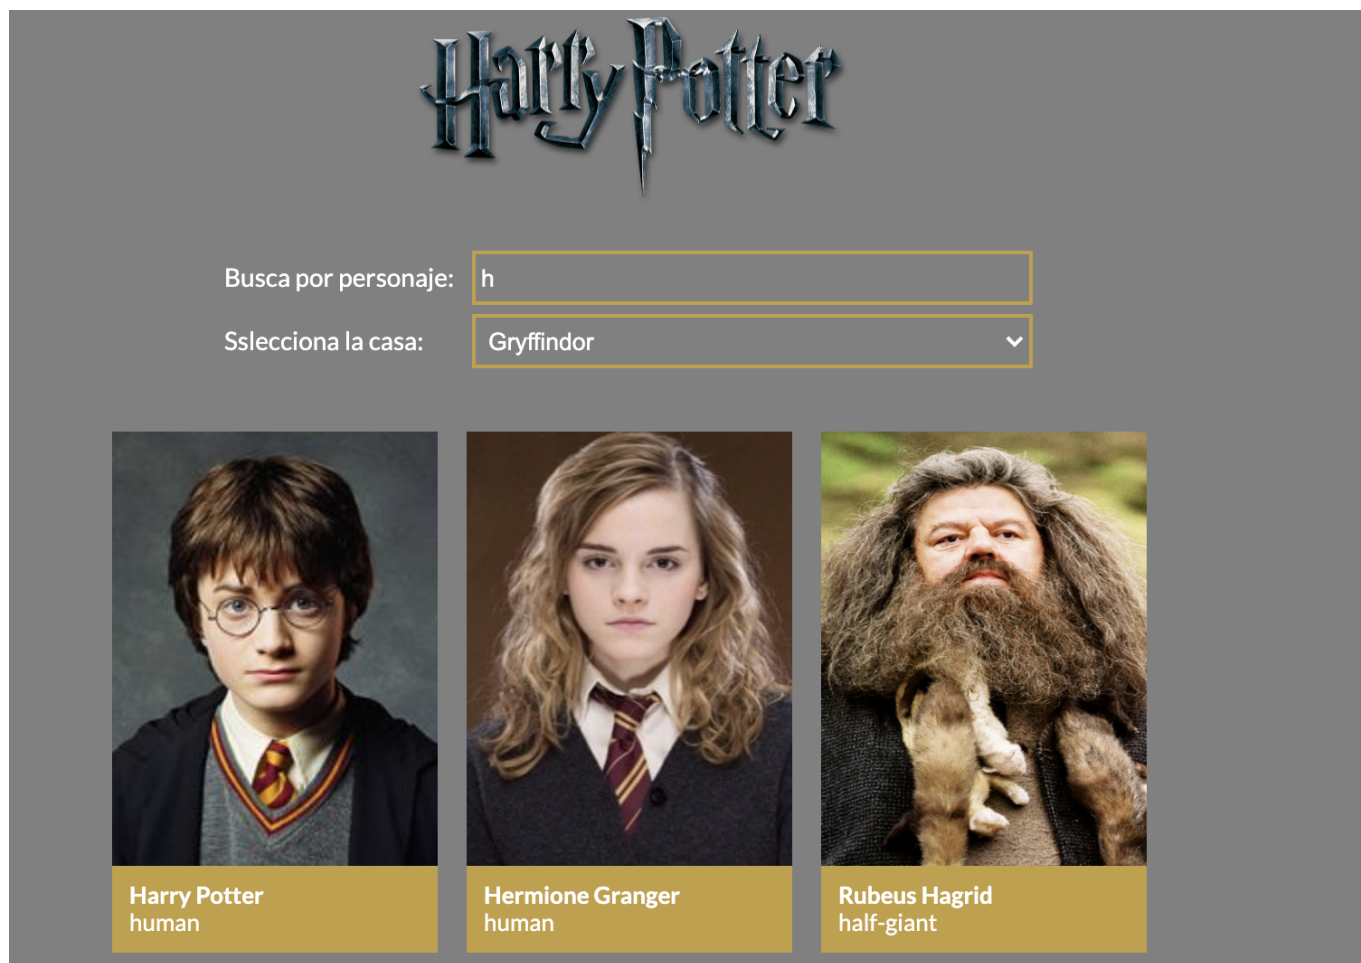 Harry Potter
Busca por personaje:
h
Sslecciona la casa:
Gryffindor
Harry Potter
human
Hermione Granger
human
Rubeus Hagrid
half-giant